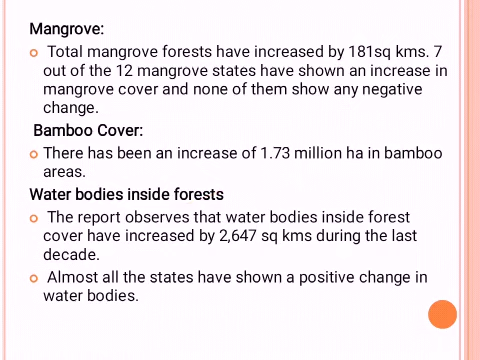 Mangrove:
Total mangrove forests have increased by 181sq kms. 7
out of the 12 mangrove states have shown an increase in
mangrove cover and none of them show any negative
change.
Bamboo Cover:
There has been an increase of 1.73 million ha in bamboo
areas.
Water bodies inside forests
The report observes that water bodies inside forest
cover have increased by 2,647 sq kms during the last
decade.
Almost all the states have shown a positive change in
water bodies.